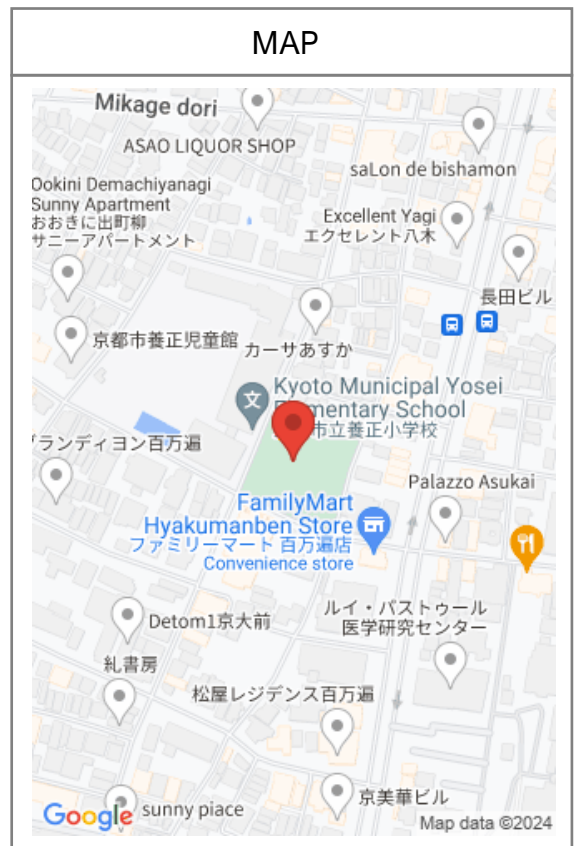 MAP
Mikage dori
ASAO LIQUOR SHOP
saLon de bishamon
Ookini Demachiyanagi
Sunny Apartment
おおきに出町柳
サニーアパートメント
Excellent Yagi
エクセレント八木
長田ビル
京都市養正児童館
カーサあすか
文
Kyoto Municipal Yosei
mentary School
市立養正小学校
グランディヨン百万遍
Palazzo Asukai
FamilyMart
Hyakumanben Store
ファミリーマート 百万遍店
Convenience store
Detom1京大前
ルイ・パストゥール
医学研究センター
糺書房
松屋レジデンス百万遍
京美華ビル
sunny piace
Google
Map data ©2024